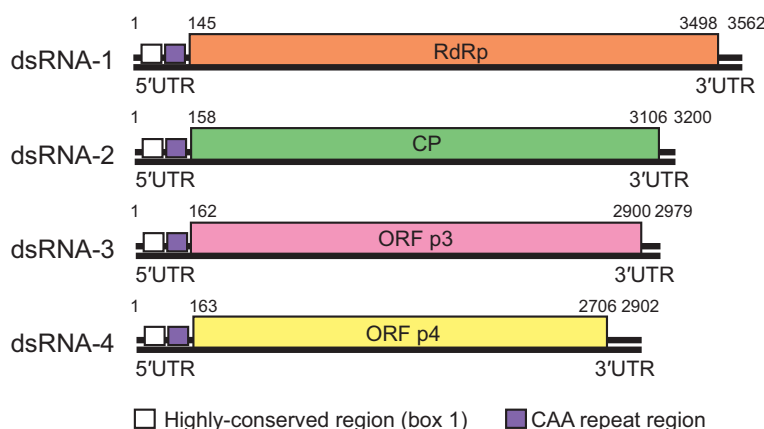 1 145 3498 3562
dsRNA-1 RdRp
5′UTR 3′UTR
1 158 3106 3200
dsRNA-2 CP
5′UTR 3′UTR
1 162 2900 2979
dsRNA-3 ORF p3
5′UTR 3′UTR
1 163 2706 2902
dsRNA-4 ORF p4
5′UTR 3′UTR
Highly-conserved region (box 1) CAA repeat region